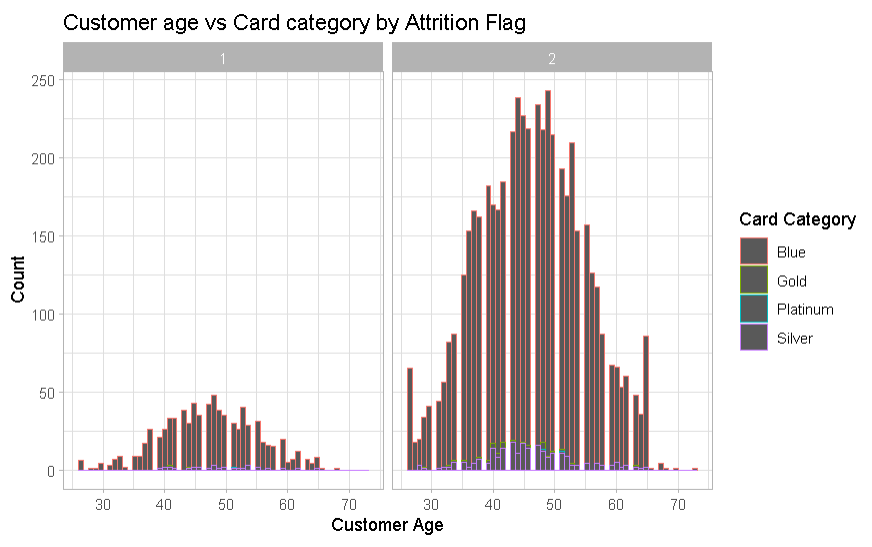 Customer age vs Card category by Attrition Flag
1
2
250
200
150
100
50
0
Count
30 40 50 60 70
30 40 50 60 70
Customer Age
Card Category
Blue
Gold
Platinum
Silver